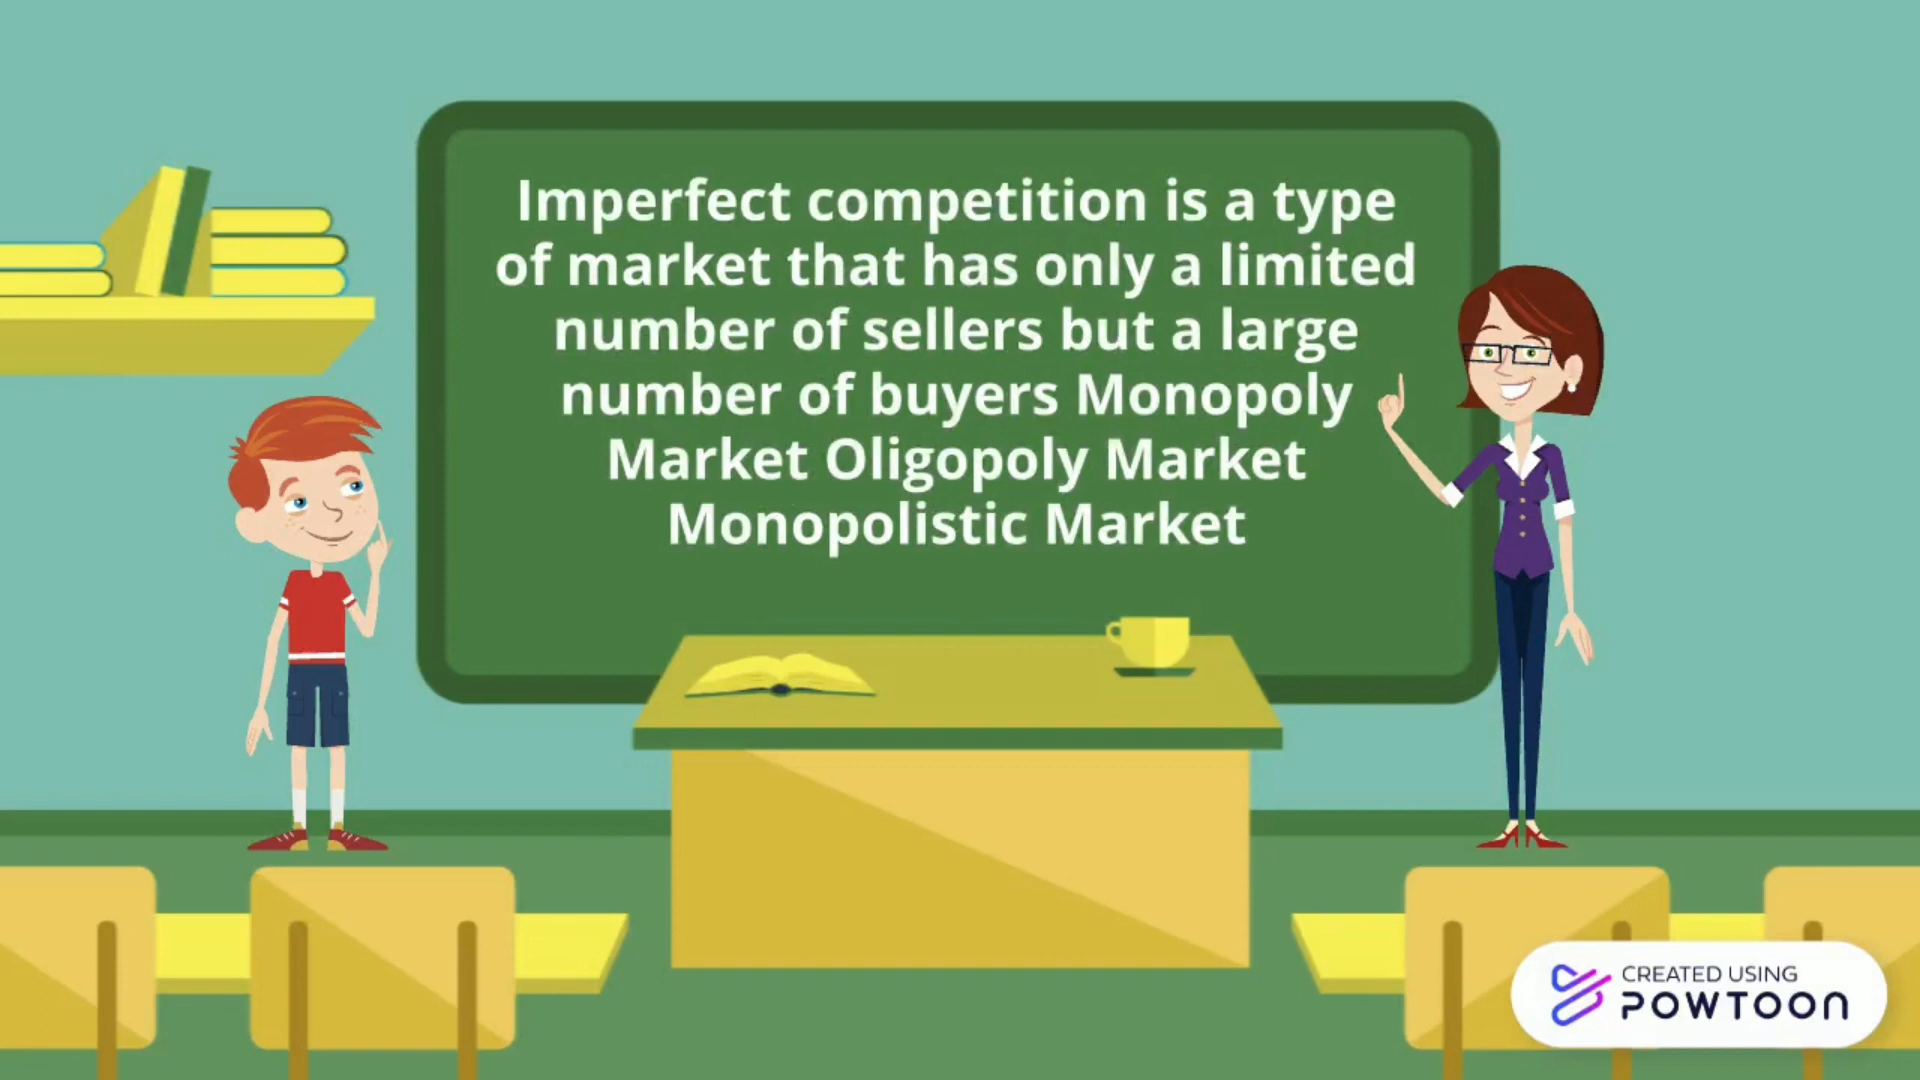 Imperfect competition is a type
of market that has only a limited
number of sellers but a large
number of buyers Monopoly
Market Oligopoly Market
Monopolistic Market
CREATED USING
POWTOON